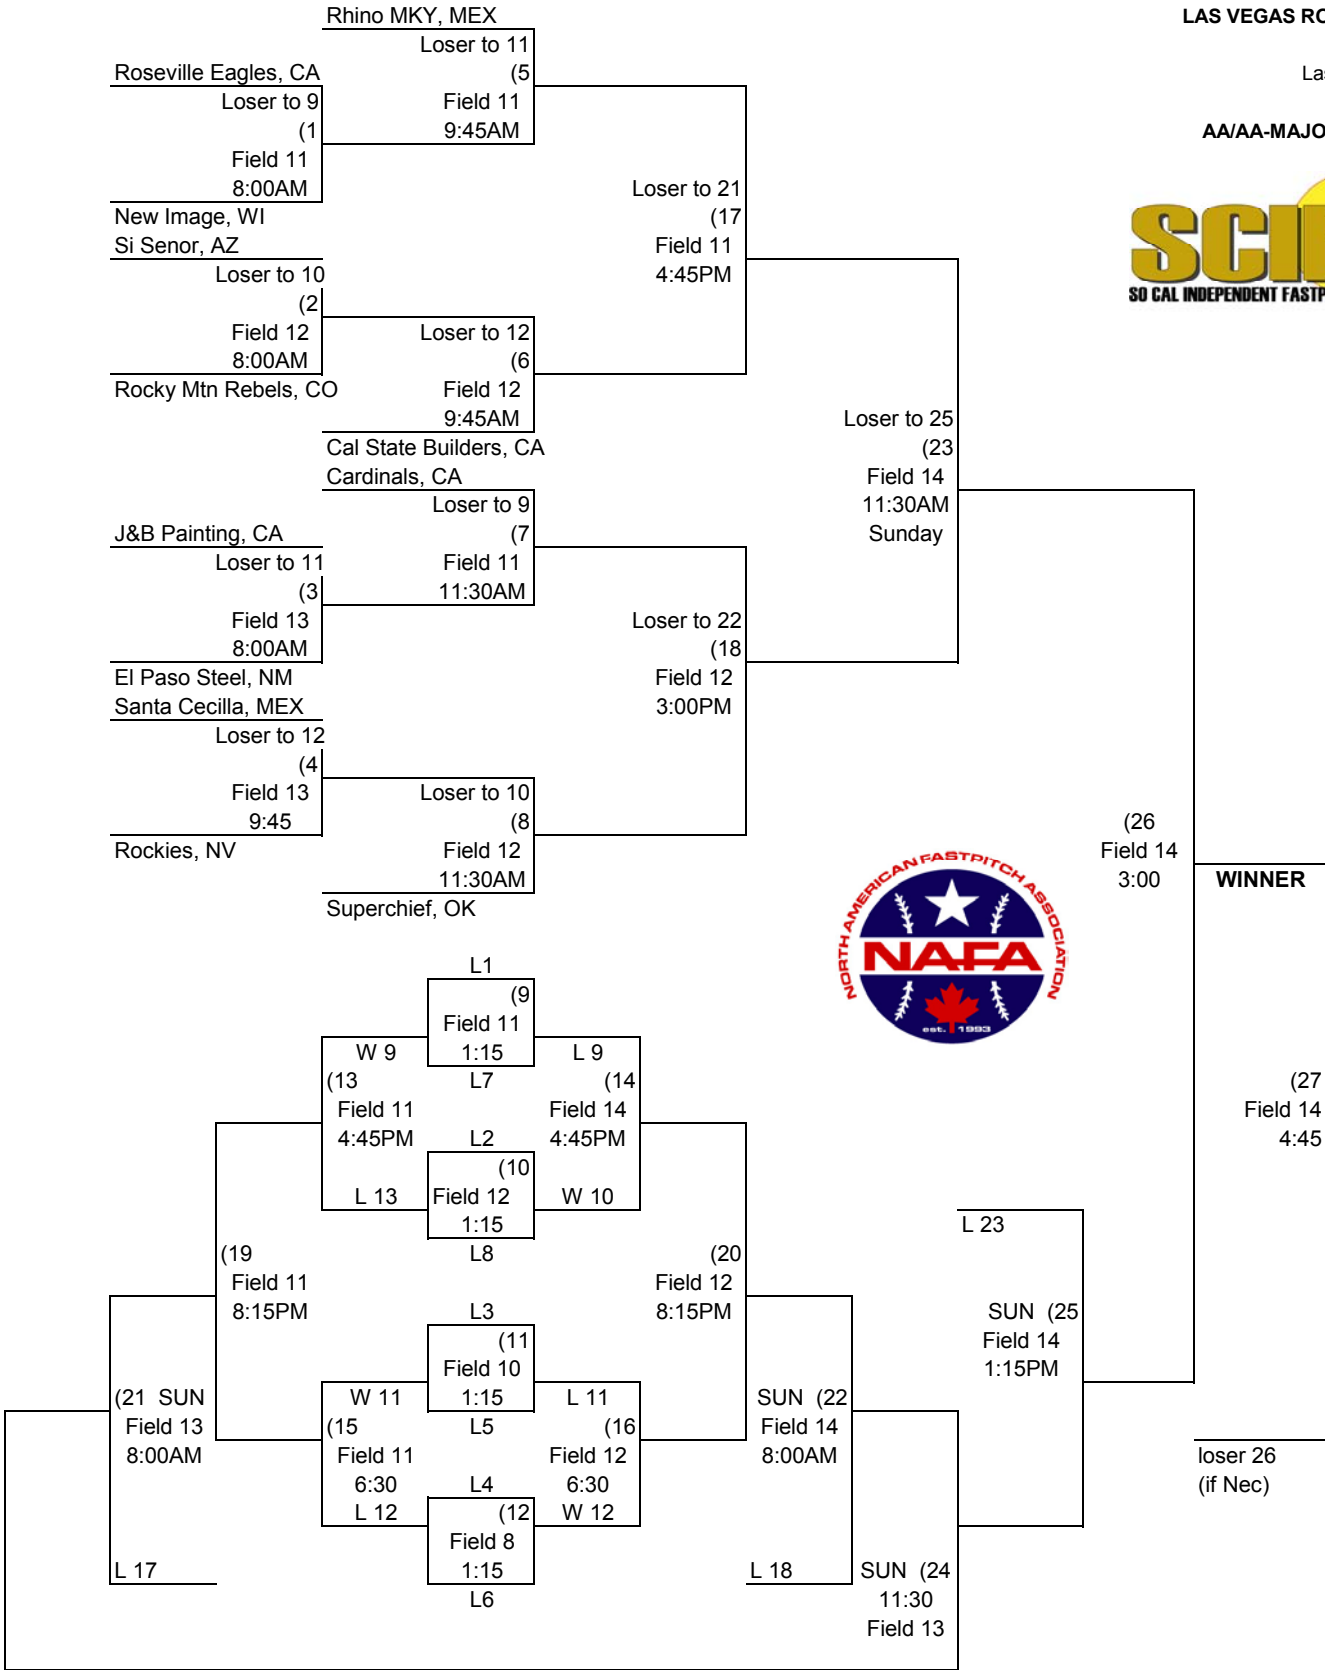 Rhino MKY, MEX
LAS VEGAS RO
Loser to 11
Roseville Eagles, CA
(5
Las
Loser to 9
Field 11
(1
9:45AM
AA/AA-MAJO
Field 11
8:00AM
Loser to 21
New Image, WI
(17
Si Senor, AZ
Field 11
Loser to 10
4:45PM
(2
SO CAL INDEPENDENT FASTP
Field 12
Loser to 12
8:00AM
(6
Rocky Mtn Rebels, CO
Field 12
9:45AM
Loser to 25
Cal State Builders, CA
(23
Cardinals, CA
Field 14
Loser to 9
11:30AM
J&B Painting, CA
(7
Sunday
Loser to 11
Field 11
(3
11:30AM
Field 13
Loser to 22
8:00AM
(18
El Paso Steel, NM
Field 12
Santa Cecilla, MEX
3:00PM
Loser to 12
(4
Field 13
Loser to 10
9:45
(8
(26
Rockies, NV
Field 12
Field 14
11:30AM
3:00
WINNER
Superchief, OK
NORTH AMERICAN FASTPITCH ASSOCIATION
NAFA
est. 1993
L1
(9
Field 11
W 9
1:15
L 9
(13
L7
(14
(27
Field 11
Field 14
Field 14
4:45PM
L2
4:45PM
4:45
(10
L 13
Field 12
W 10
1:15
L 23
(19
L8
(20
Field 11
Field 12
8:15PM
L3
8:15PM
SUN (25
(11
Field 14
Field 10
1:15PM
(21 SUN
W 11
1:15
L 11
SUN (22
Field 13
(15
L5
(16
Field 14
8:00AM
Field 11
Field 12
8:00AM
loser 26
6:30
L4
6:30
(if Nec)
L 12
(12
W 12
Field 8
L 17
1:15
L 18
SUN (24
L6
11:30
Field 13